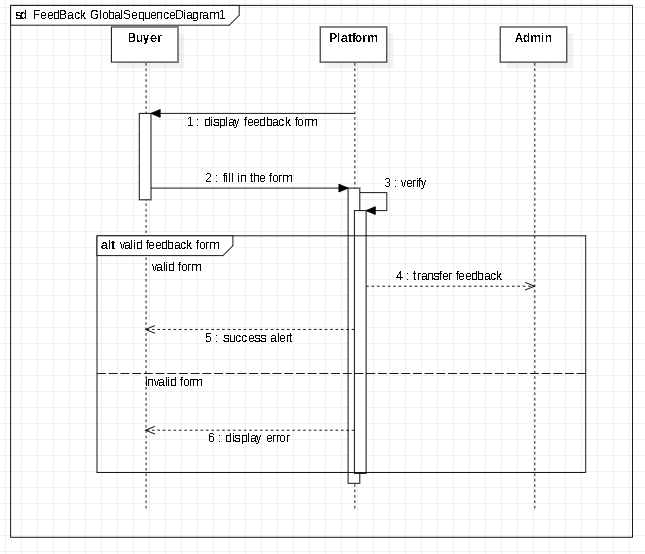 sd FeedBack GlobalSequenceDiagram1
Buyer
Platform
Admin
1 : display feedback form
2 : fill in the form
3 : verify
alt valid feedback form
valid form
4 : transfer feedback
5 : success alert
invalid form
6 : display error